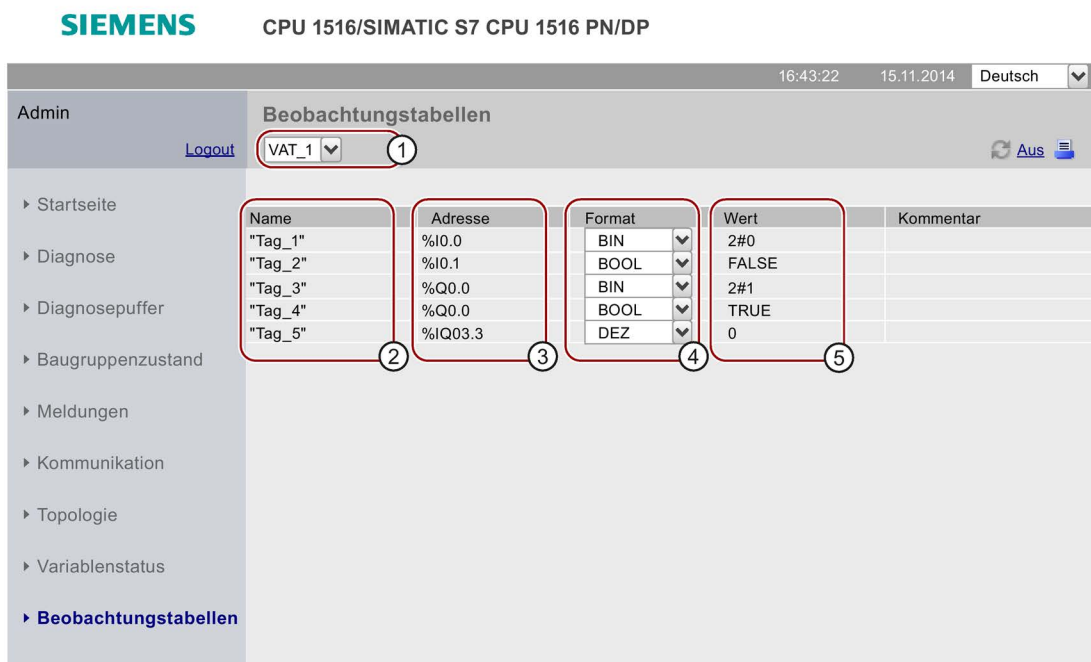 SIEMENS CPU 1516/SIMATIC S7 CPU 1516 PN/DP
16:43:22 15.11.2014 Deutsch
Admin
Logout
Beobachtungstabellen
VAT_1 1
Aus
Startseite
Diagnose
Diagnosepuffer
Baugruppenzustand
Meldungen
Kommunikation
Topologie
Variablenstatus
Beobachtungstabellen
Name Adresse Format Wert Kommentar
"Tag_1" %I0.0 BIN 2#0
"Tag_2" %I0.1 BOOL FALSE
"Tag_3" %Q0.0 BIN 2#1
"Tag_4" %Q0.0 BOOL TRUE
"Tag_5" %IQ03.3 DEZ 0
2 3 4 5